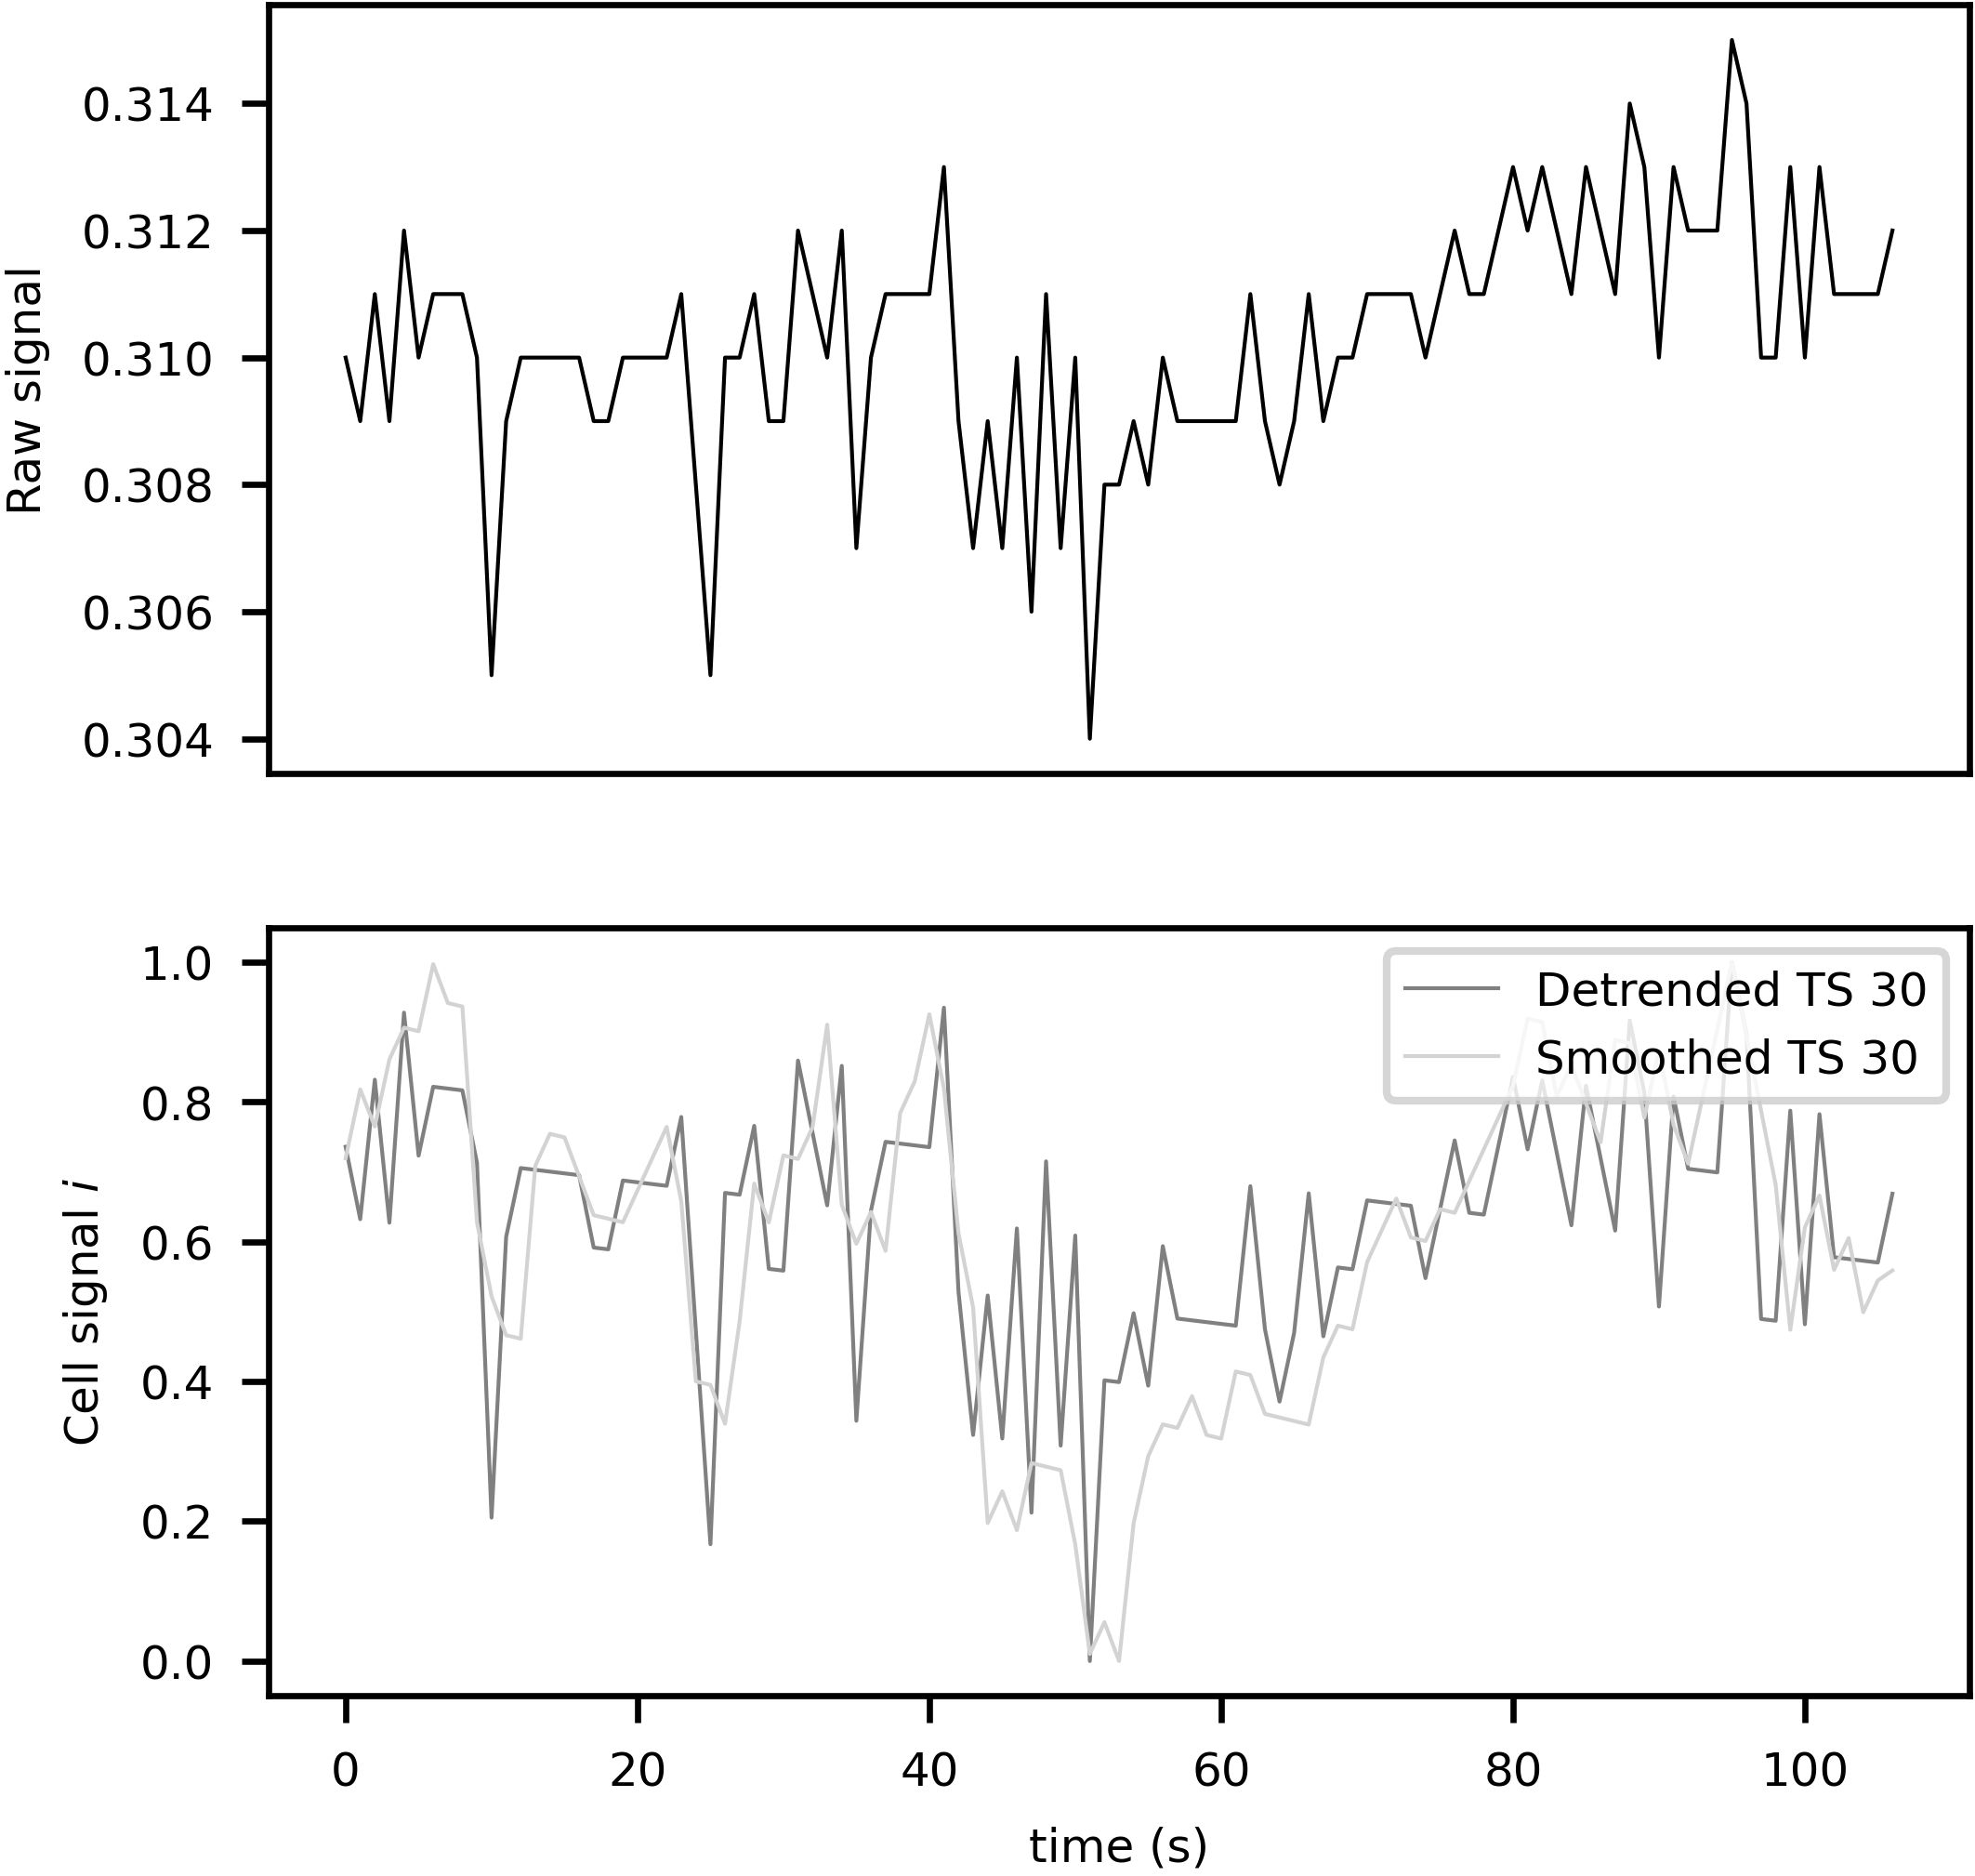 0.314
0.312
0.310
0.308
0.306
0.304
Raw signal
1.0
0.8
0.6
0.4
0.2
0.0
Cell signal i
Detrended TS 30
Smoothed TS 30
0 20 40 60 80 100
time (s)